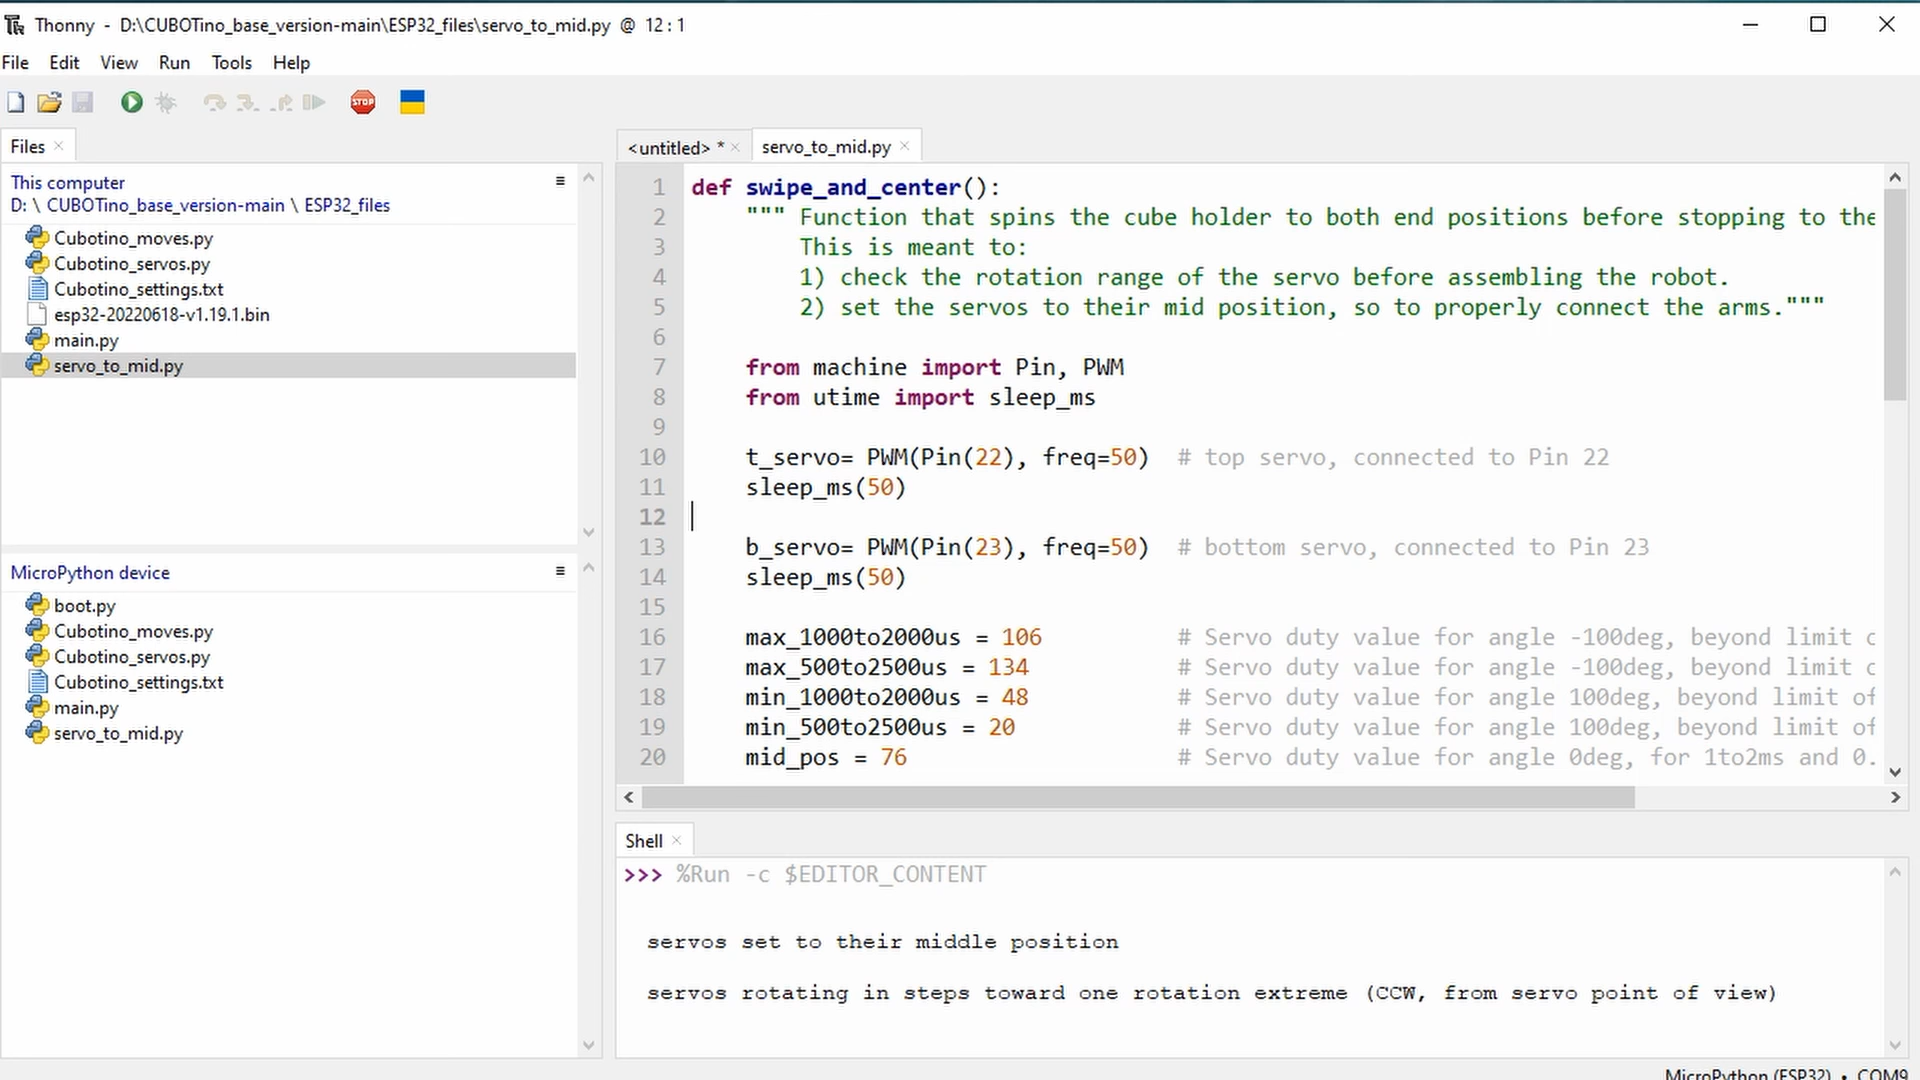 Thonny - D:\CUBOTino_base_version-main\ESP32_files\servo_to_mid.py @ 12:1
File Edit View Run Tools Help
STOP
Files
This computer
D: \ CUBOTino_base_version-main \ ESP32_files
Cubotino_moves.py
Cubotino_servos.py
Cubotino_settings.txt
esp32-20220618-v1.19.1.bin
main.py
servo_to_mid.py
MicroPython device
boot.py
Cubotino_moves.py
Cubotino_servos.py
Cubotino_settings.txt
main.py
servo_to_mid.py
<untitled> * servo_to_mid.py
1 def swipe_and_center():
2 """ Function that spins the cube holder to both end positions before stopping to the
3 This is meant to:
4 1) check the rotation range of the servo before assembling the robot.
5 2) set the servos to their mid position, so to properly connect the arms."""
6
7 from machine import Pin, PWM
8 from utime import sleep_ms
9
10 t_servo= PWM(Pin(22), freq=50) # top servo, connected to Pin 22
11 sleep_ms(50)
12
13 b_servo= PWM(Pin(23), freq=50) # bottom servo, connected to Pin 23
14 sleep_ms(50)
15
16 max_1000to2000us = 106 # Servo duty value for angle -100deg, beyond limit
17 max_500to2500us = 134 # Servo duty value for angle -100deg, beyond limit
18 min_1000to2000us = 48 # Servo duty value for angle 100deg, beyond limit of
19 min_500to2500us = 20 # Servo duty value for angle 100deg, beyond limit of
20 mid_pos = 76 # Servo duty value for angle 0deg, for 1to2ms and 0.
Shell
>>> %Run -c $EDITOR_CONTENT
servos set to their middle position
servos rotating in steps toward one rotation extreme (CCW, from servo point of view)
MicroPython (ESP32) • COM9